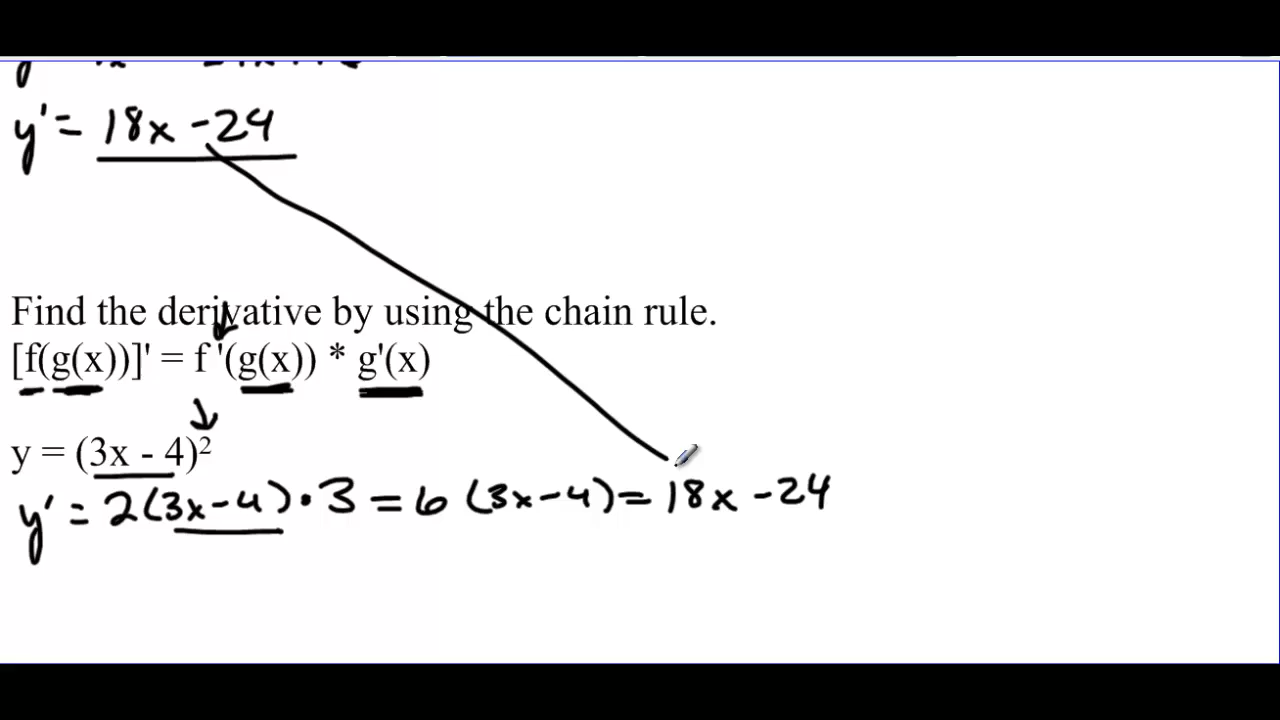 y' = 18x - 24
Find the derivative by using the chain rule.
[f(g(x))]' = f '(g(x)) * g'(x)
y = (3x - 4)²
y' = 2(3x-4)·3 = 6(3x-4) = 18x - 24